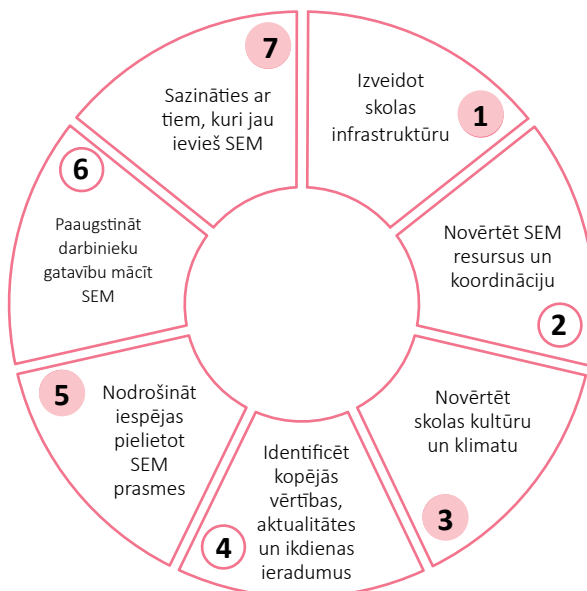 1
Izveidot
skolas
infrastruktūru
2
Novērtēt SEM
resursus un
koordināciju
3
Novērtēt
skolas kultūru
un klimatu
4
Identificēt
kopējās
vērtības,
aktualitātes
un ikdienas
ieradumus
5
Nodrošināt
iespējas
pielietot
SEM
prasmes
6
Paaugstināt
darbinieku
gatavību mācīt
SEM
7
Sazināties ar
tiem, kuri jau
ievieš SEM